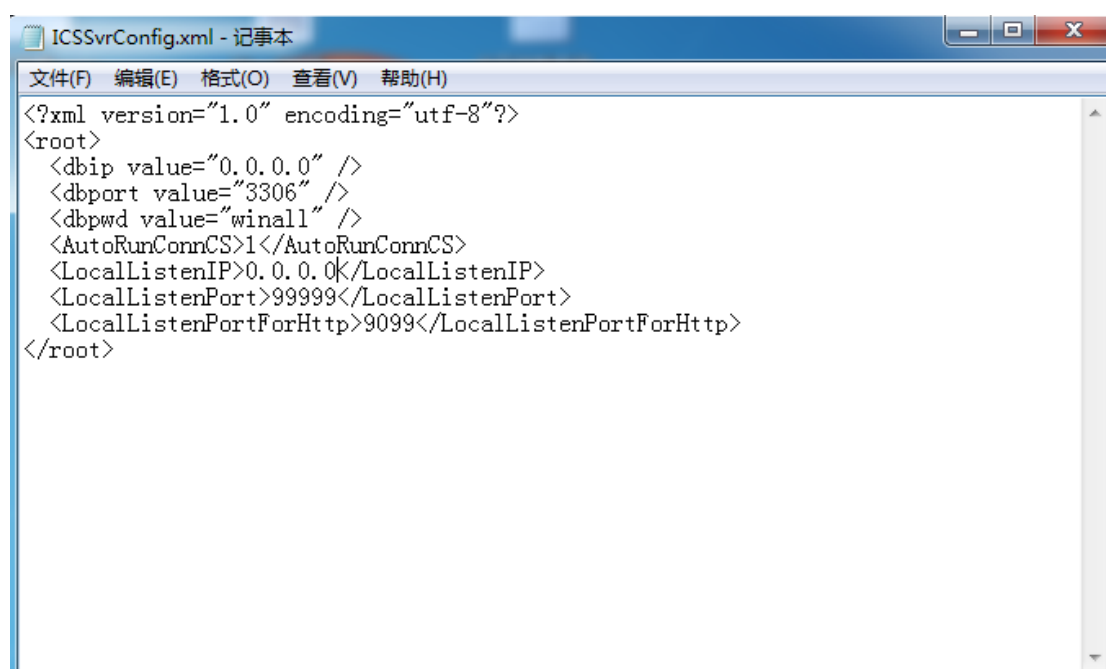 ICSSvrConfig.xml - 记事本
文件(F) 编辑(E) 格式(O) 查看(V) 帮助(H)
<?xml version="1.0" encoding="utf-8"?>
<root>
  <dbip value="0.0.0.0" />
  <dbport value="3306" />
  <dbpwd value="winall" />
  <AutoRunConnCS>1</AutoRunConnCS>
  <LocalListenIP>0.0.0.0</LocalListenIP>
  <LocalListenPort>99999</LocalListenPort>
  <LocalListenPortForHttp>9099</LocalListenPortForHttp>
</root>